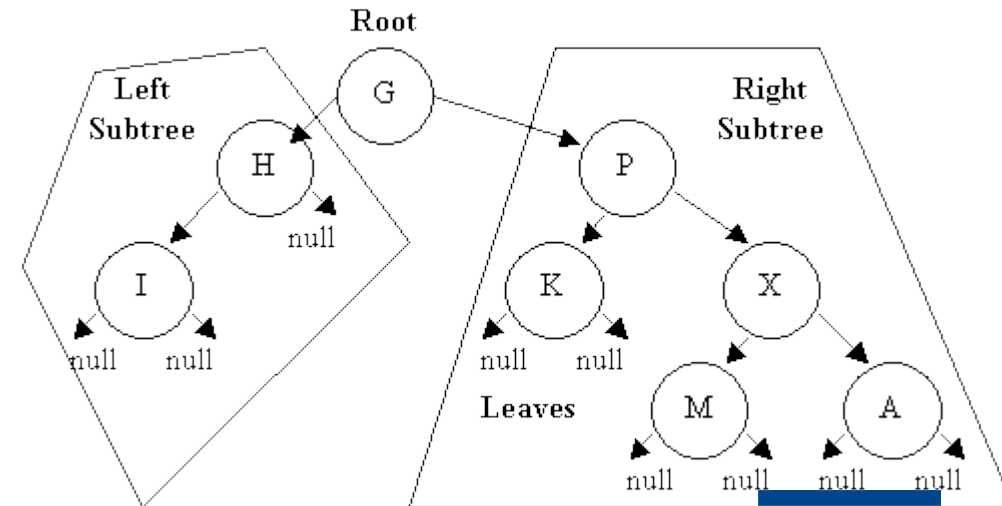 Root
Left
Subtree
G
Right
Subtree
H
P
null
I
K
X
null null
null null
Leaves
M
A
null null null null